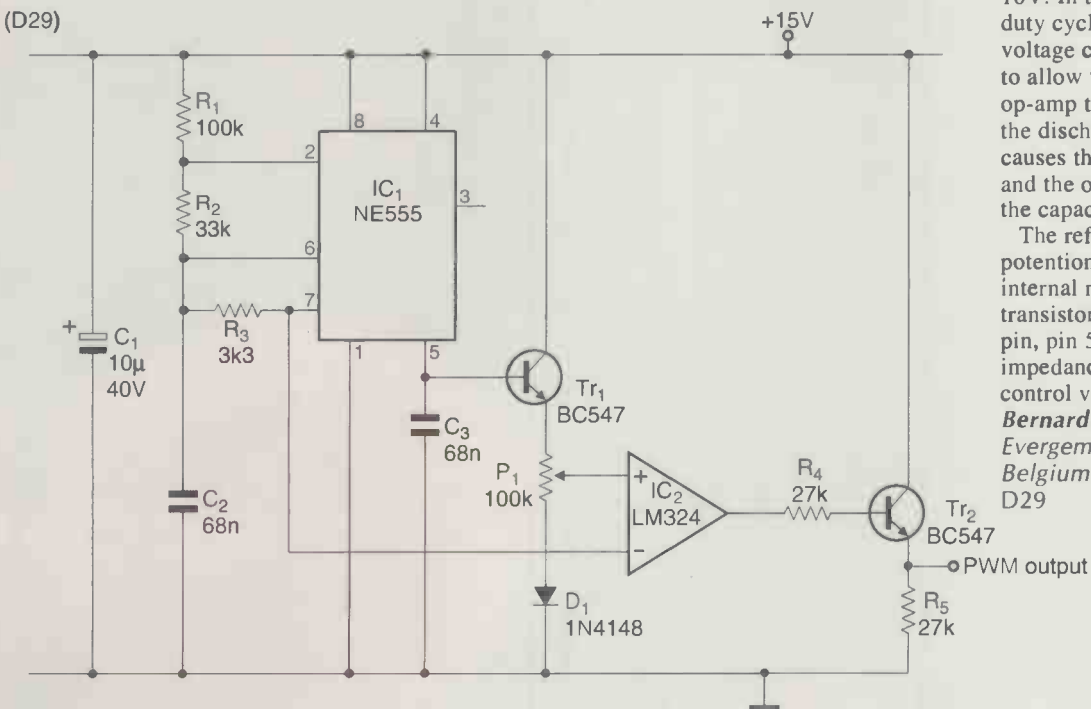 (D29)
+15V
R1
100k
R2
33k
R3
3k3
C1
10µ
40V
+
C2
68n
8
4
2
IC1
NE555
3
6
7
1
5
C3
68n
Tr1
BC547
P1
100k
D1
1N4148
+
IC2
LM324
−
R4
27k
Tr2
BC547
PWM output
R5
27k
duty cycl
voltage c
to allow
op-amp t
the disch
causes th
and the o
the capac
The ref
potention
internal r
transistor
pin, pin 5
impedanc
control v
Bernard
Evergem
Belgium
D29